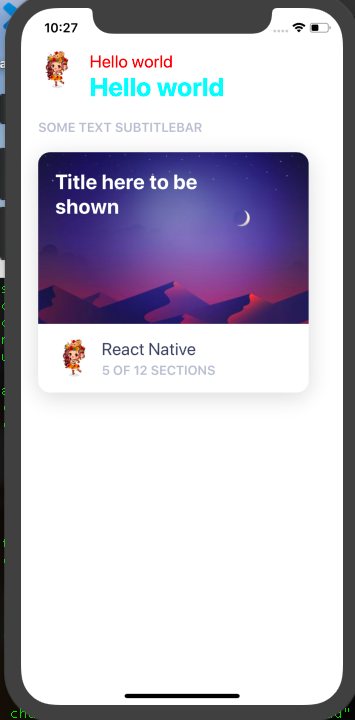 10:27
Hello world
Hello world
SOME TEXT SUBTITLEBAR
Title here to be
shown
React Native
5 OF 12 SECTIONS